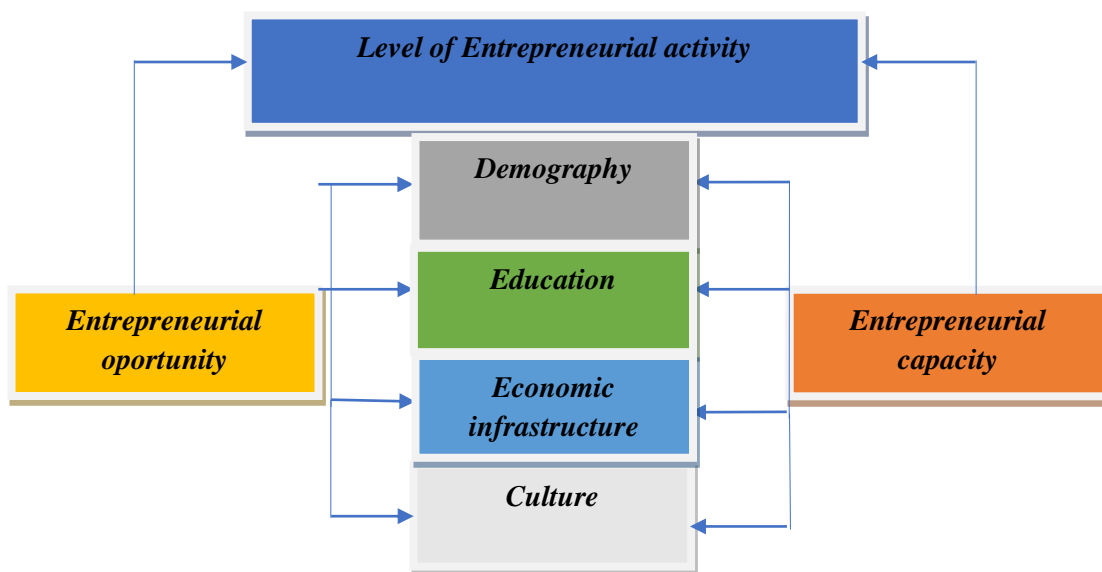 Level of Entrepreneurial activity
Demography
Education
Entrepreneurial
oportunity
Entrepreneurial
capacity
Economic
infrastructure
Culture